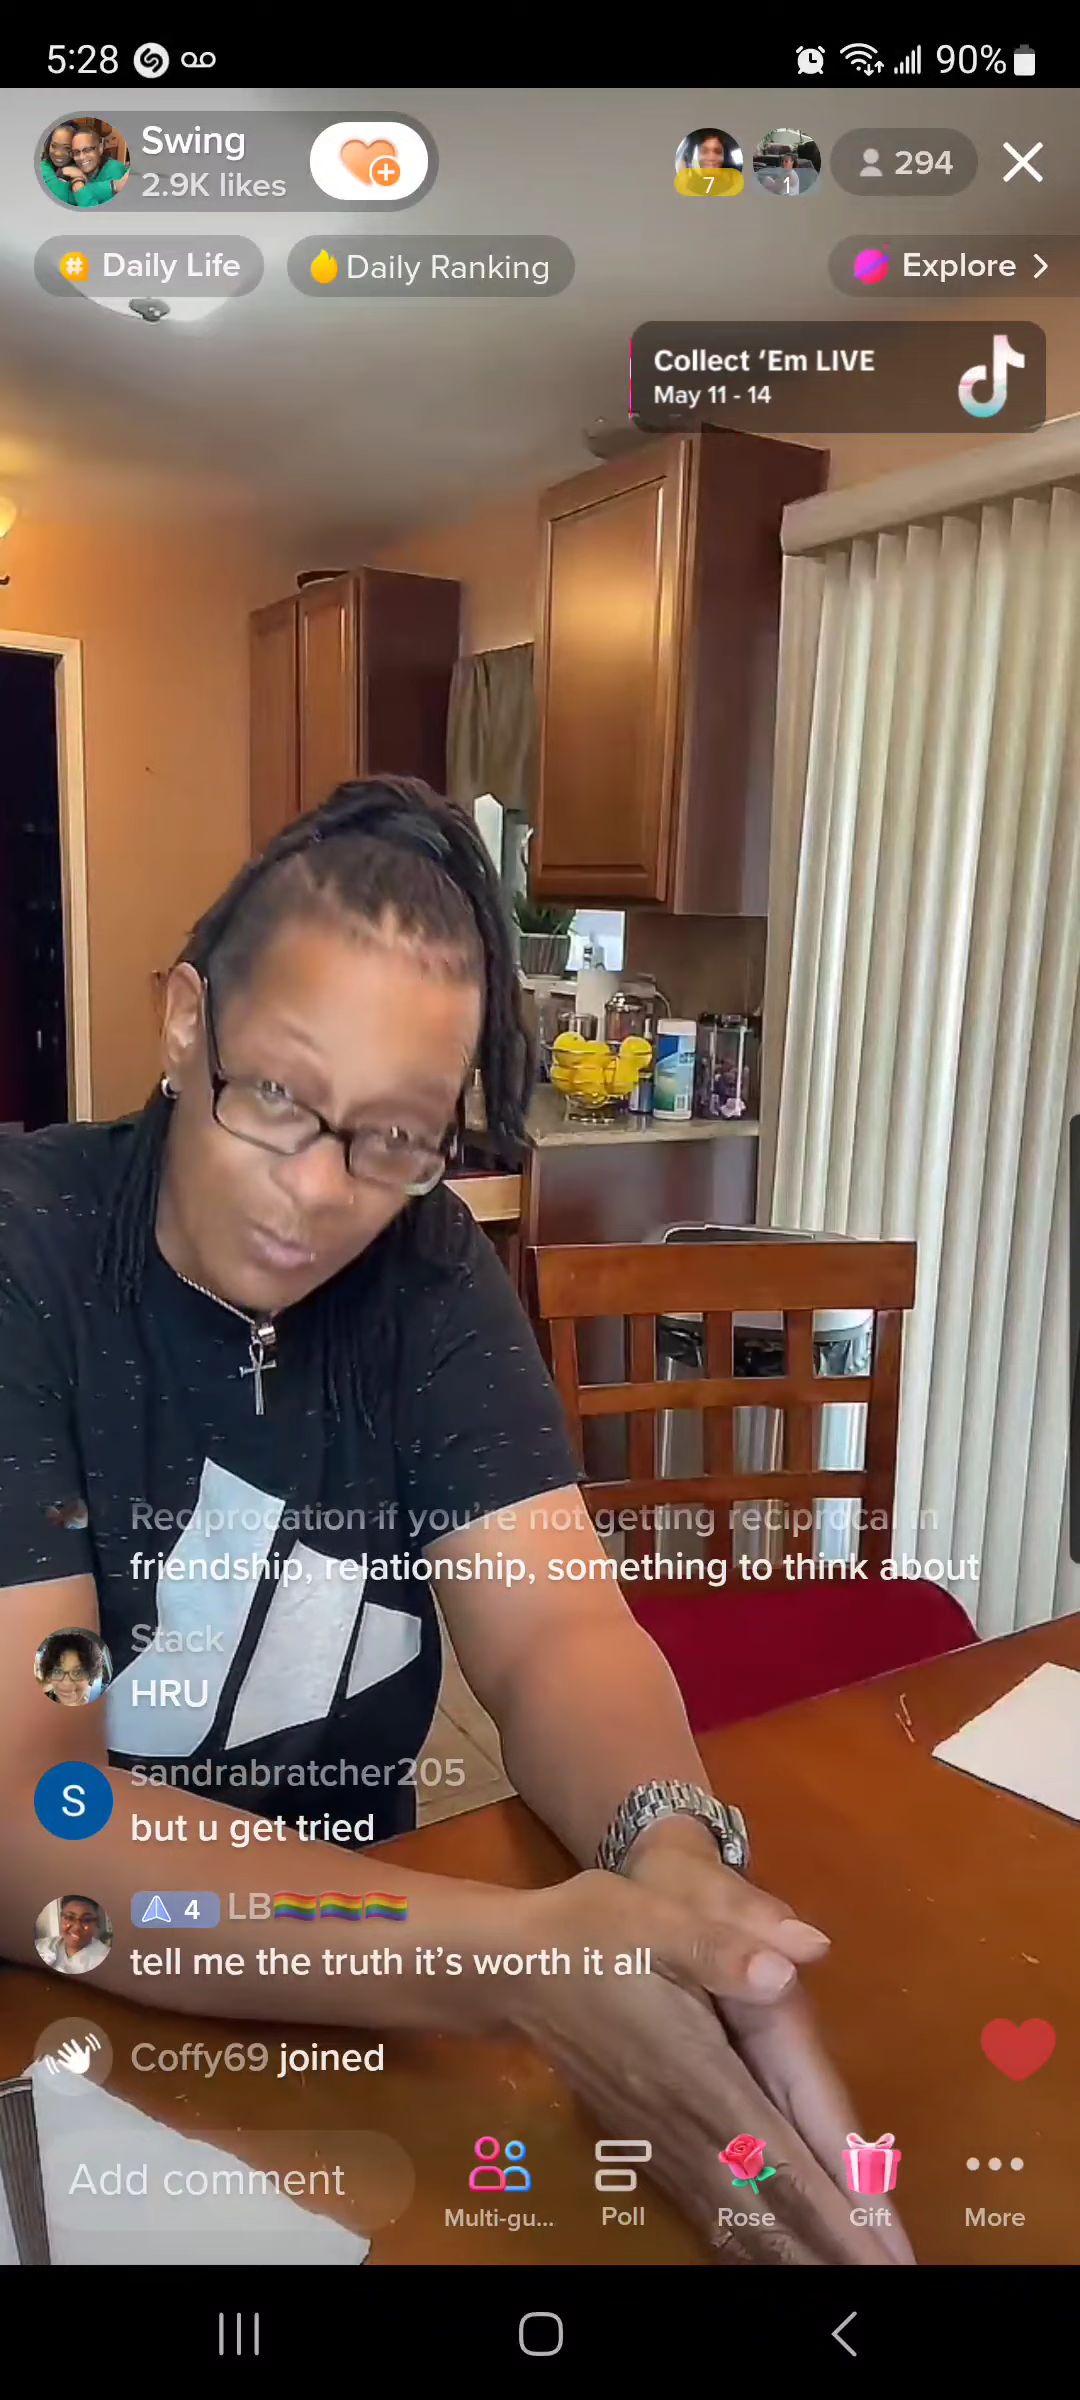 5:28
90%
Swing
2.9K likes
7
1
294
Daily Life
Daily Ranking
Explore >
Collect ‘Em LIVE
May 11 - 14
Reciprocation if you’re not getting reciprocal in
friendship, relationship, something to think about
Stack
HRU
S
sandrabratcher205
but u get tried
4 LB🏳️‍🌈🏳️‍🌈🏳️‍🌈
tell me the truth it’s worth it all
Coffy69 joined
Add comment
Multi-gu...
Poll
Rose
Gift
More